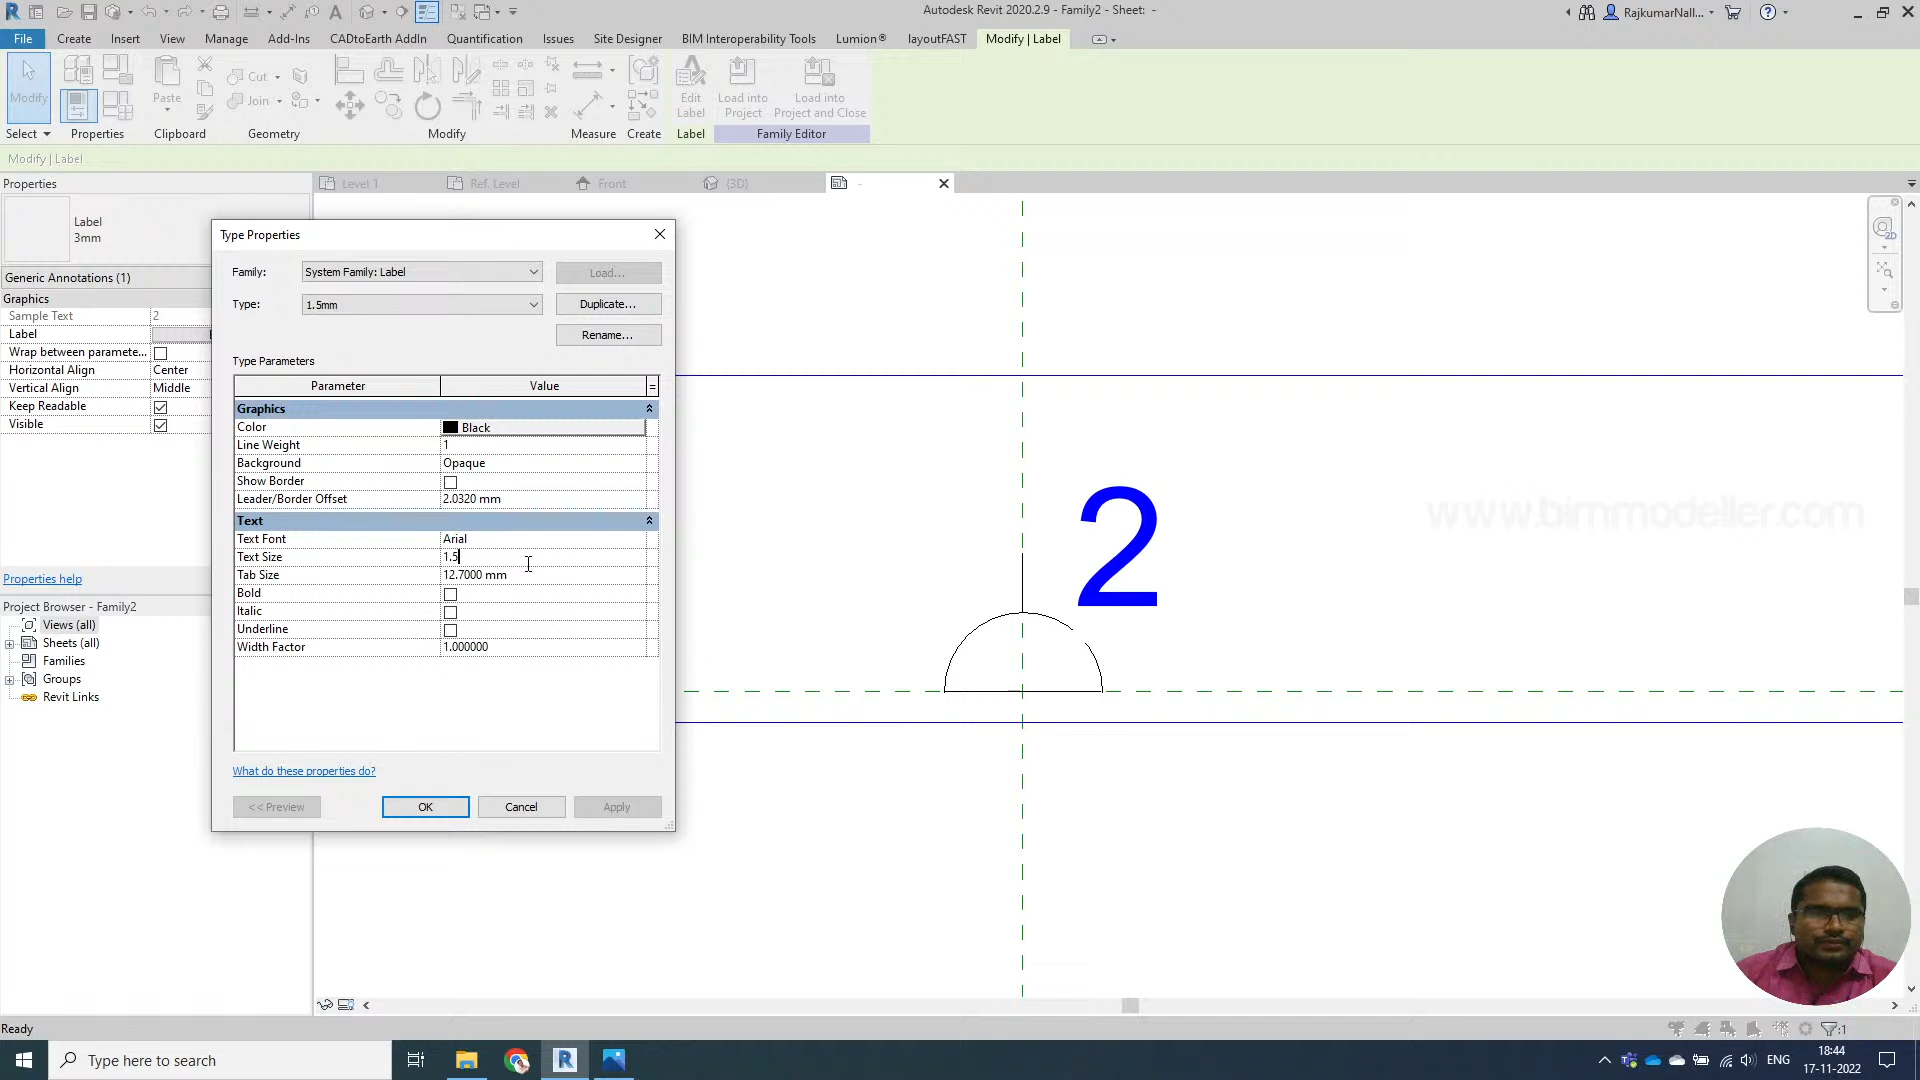 Autodesk Revit 2020.2.9 - Family2 - Sheet: -
RajkumarNall...
File Create Insert View Manage Add-Ins CADtoEarth AddIn Quantification Issues Site Designer BIM Interoperability Tools Lumion® layoutFAST Modify | Label
Modify
Paste
Cut
Join
Edit Label
Load into Project
Load into Project and Close
Select Properties Clipboard Geometry Modify Measure Create Label Family Editor
Modify | Label
Properties
Level 1 Ref. Level Front (3D) -
Label
3mm
Generic Annotations (1)
Graphics
Sample Text 2
Label
Wrap between paramete...
Horizontal Align Center
Vertical Align Middle
Keep Readable
Visible
Properties help
Project Browser - Family2
Views (all)
Sheets (all)
Families
Groups
Revit Links
Type Properties
Family: System Family: Label Load...
Type: 1.5mm Duplicate...
Rename...
Type Parameters
Parameter Value =
Graphics
Color Black
Line Weight 1
Background Opaque
Show Border
Leader/Border Offset 2.0320 mm
Text
Text Font Arial
Text Size 1.5
Tab Size 12.7000 mm
Bold
Italic
Underline
Width Factor 1.000000
What do these properties do?
<< Preview OK Cancel Apply
2
www.bimmodeller.com
2D
:1
Ready
Type here to search
ENG
18:44
17-11-2022